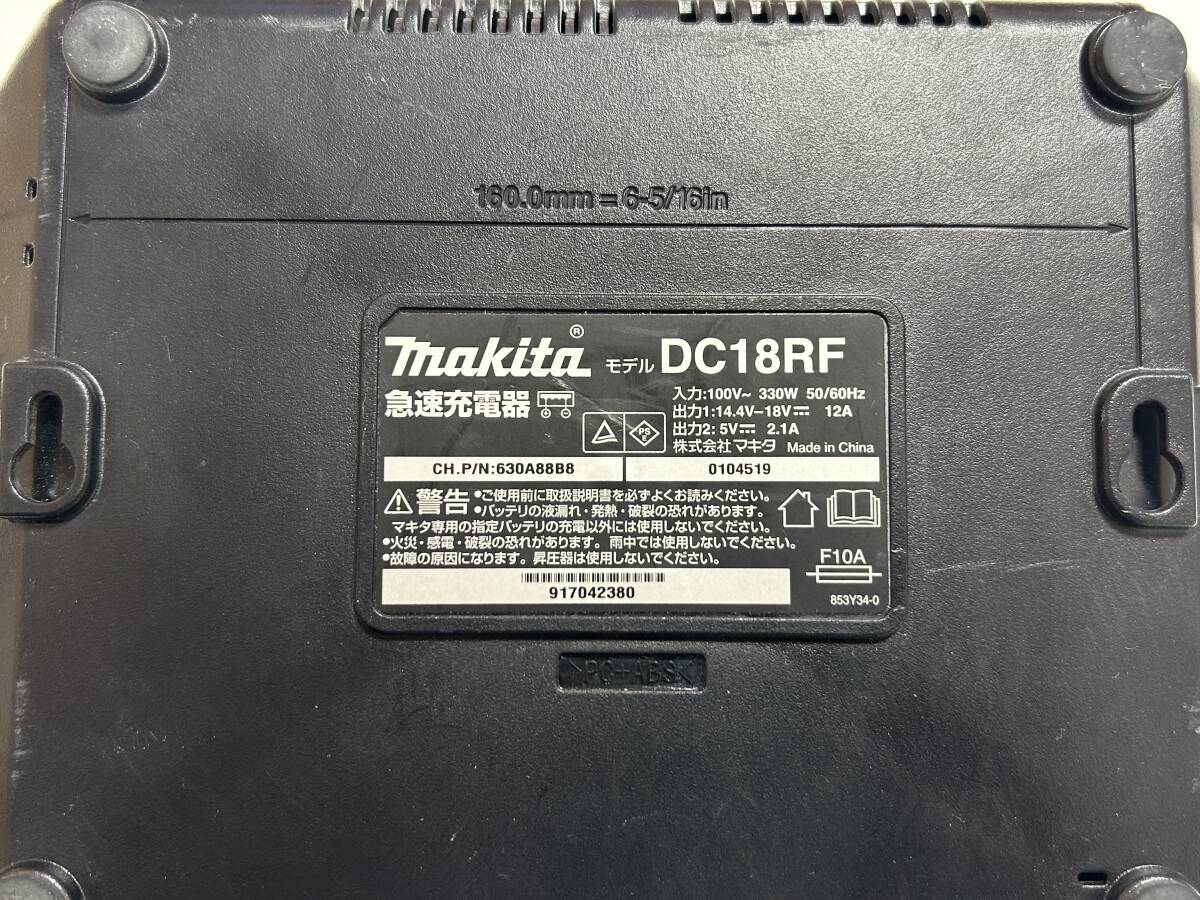 160.0mm = 6-5/16in
makita® モデル DC18RF
急速充電器
入力:100V~ 330W 50/60Hz
出力1:14.4V-18V⎓ 12A
出力2: 5V⎓ 2.1A
株式会社マキタ Made in China
PS
E
CH.P/N:630A88B8
0104519
警告 •ご使用前に取扱説明書を必ずよくお読みください。
•バッテリの液漏れ・発熱・破裂の恐れがあります。
マキタ専用の指定バッテリの充電以外には使用しないでください。
•火災・感電・破裂の恐れがあります。雨中では使用しないでください。
•故障の原因になります。昇圧器は使用しないでください。
F10A
917042380
853Y34-0
>PC+ABS<